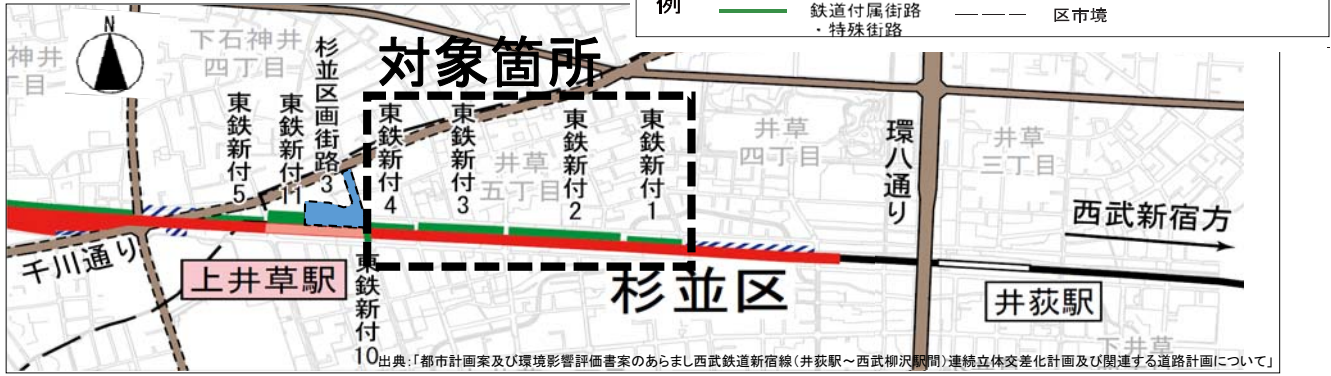 例
鉄道付属街路
・特殊街路
区市境
N
神井
丁目
下石神井
四丁目
対象箇所
東鉄新付5
東鉄新付11
杉並区画街路3
東鉄新付4
東鉄新付3
井草
五丁目
東鉄新付2
東鉄新付1
井草
四丁目
環八通り
井草
三丁目
西武新宿方
千川通り
上井草駅
東鉄新付10
杉並区
井荻駅
下井草
出典:「都市計画案及び環境影響評価書案のあらまし西武鉄道新宿線(井荻駅~西武柳沢駅間)連続立体交差化計画及び関連する道路計画について」